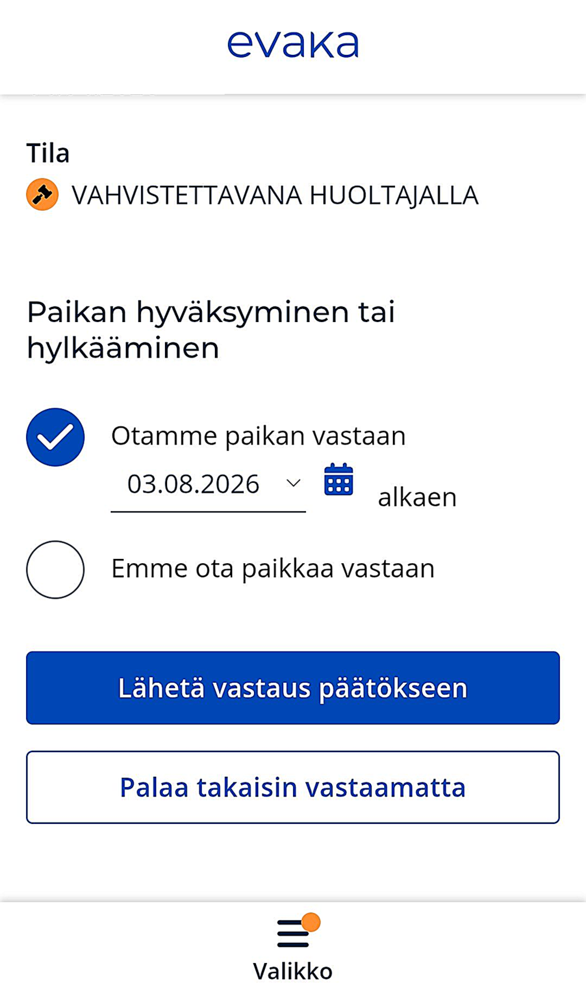 evaka
Tila
VAHVISTETTAVANA HUOLTAJALLA
Paikan hyväksyminen tai
hylkääminen
Otamme paikan vastaan
03.08.2026
alkaen
Emme ota paikkaa vastaan
Lähetä vastaus päätökseen
Palaa takaisin vastaamatta
Valikko